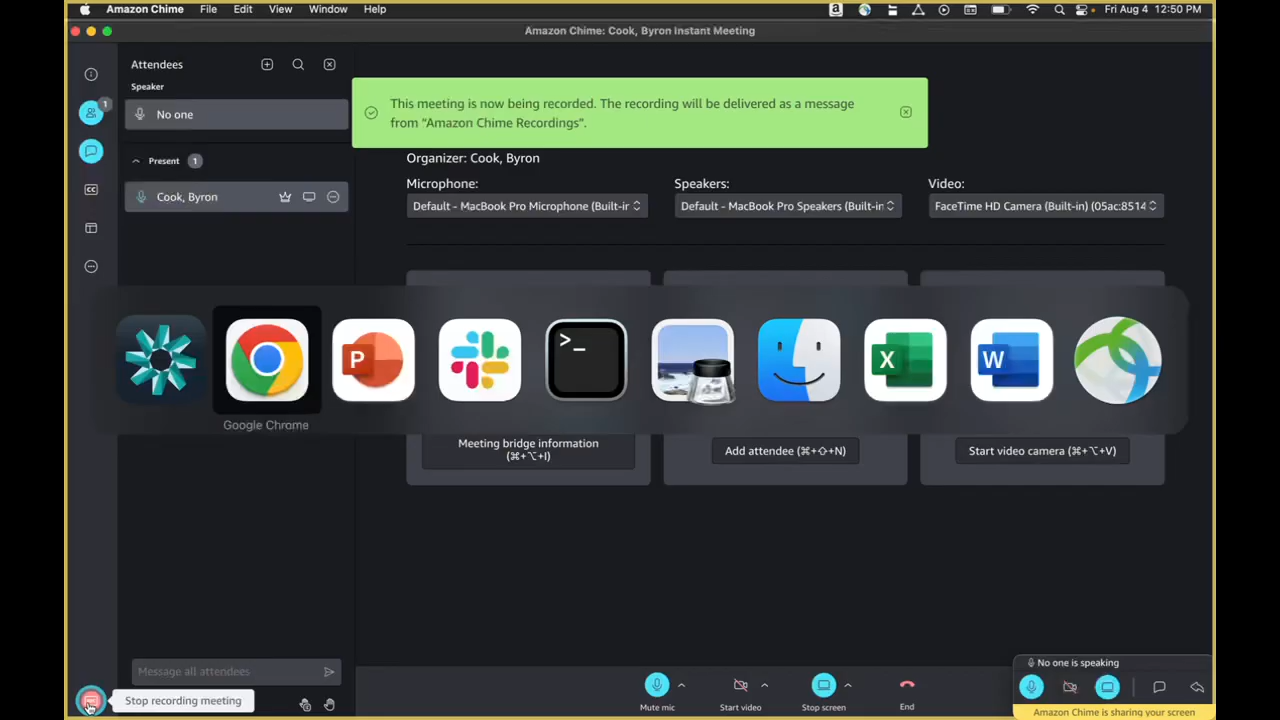 Amazon Chime File Edit View Window Help
Fri Aug 4 12:50 PM
Amazon Chime: Cook, Byron Instant Meeting
Attendees
Speaker
No one
1
Present 1
Cook, Byron
CC
This meeting is now being recorded. The recording will be delivered as a message
from “Amazon Chime Recordings”.
Organizer: Cook, Byron
Microphone: Speakers: Video:
Default - MacBook Pro Microphone (Built-ir Default - MacBook Pro Speakers (Built-in FaceTime HD Camera (Built-in) (05ac:8514
P
>_
X
W
Google Chrome
Meeting bridge information
(⌘+⌥+I)
Add attendee (⌘+⇧+N)
Start video camera (⌘+⌥+V)
Message all attendees
Stop recording meeting
Mute mic Start video Stop screen End
No one is speaking
Amazon Chime is sharing your screen